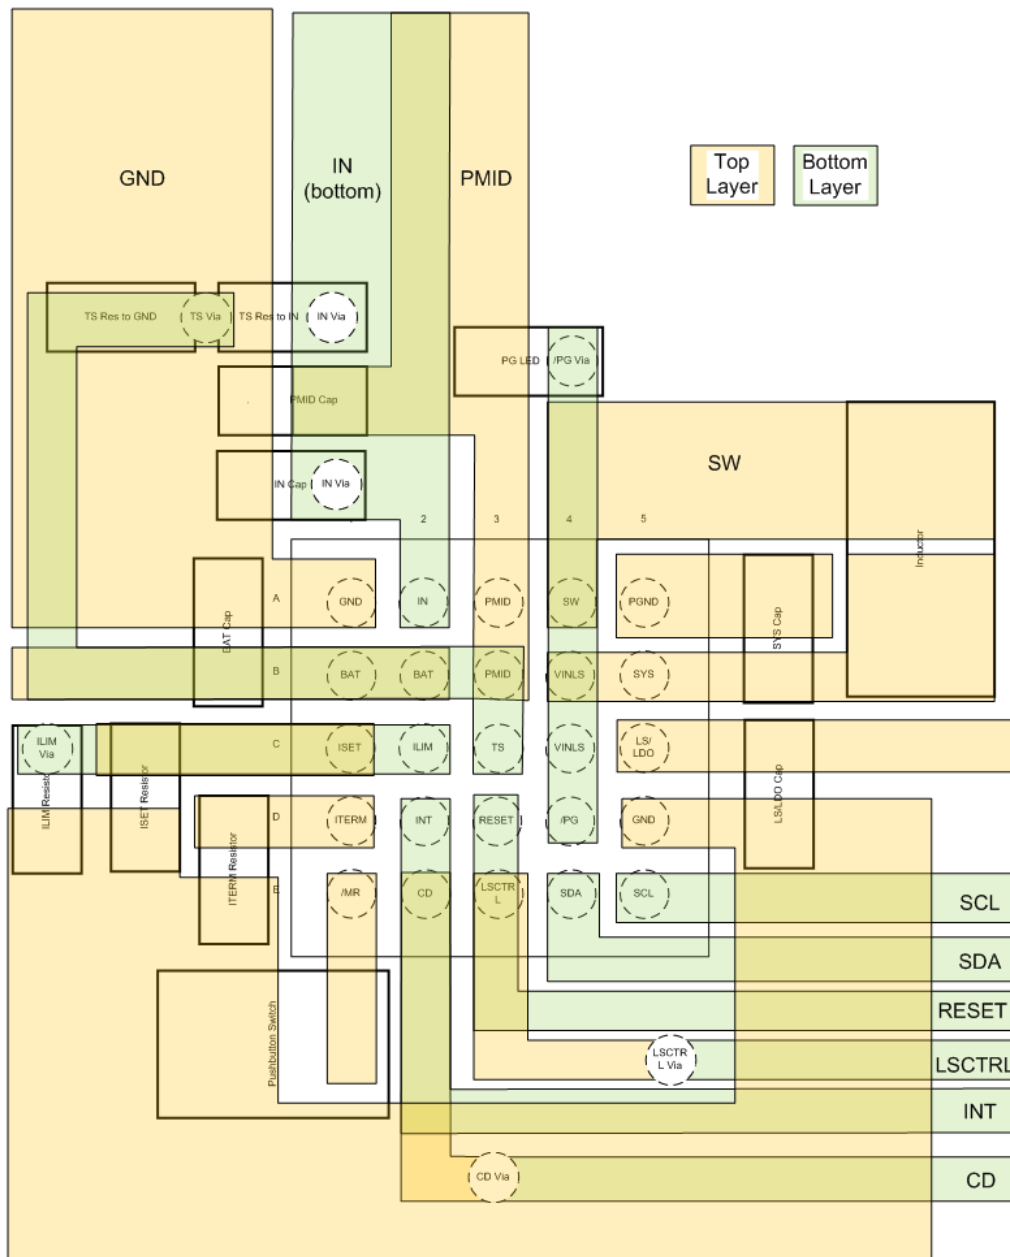 GND
IN
(bottom)
PMID
Top
Layer
Bottom
Layer
TS Res to GND
TS Via
TS Res to IN
IN Via
PG LED
/PG Via
PMID Cap
SW
IN Cap
IN Via
2
3
4
5
Inductor
A
GND
IN
PMID
SW
PGND
BAT Cap
SYS Cap
B
BAT
BAT
PMID
VINLS
SYS
ILIM
Via
C
ISET
ILIM
TS
VINLS
LS/
LDO
ILIM Resistor
ISET Resistor
LS/LDO Cap
D
ITERM
INT
RESET
/PG
GND
ITERM Resistor
E
/MR
CD
LSCTR
L
SDA
SCL
SCL
SDA
RESET
Pushbutton Switch
LSCTR
L Via
LSCTRL
INT
CD Via
CD